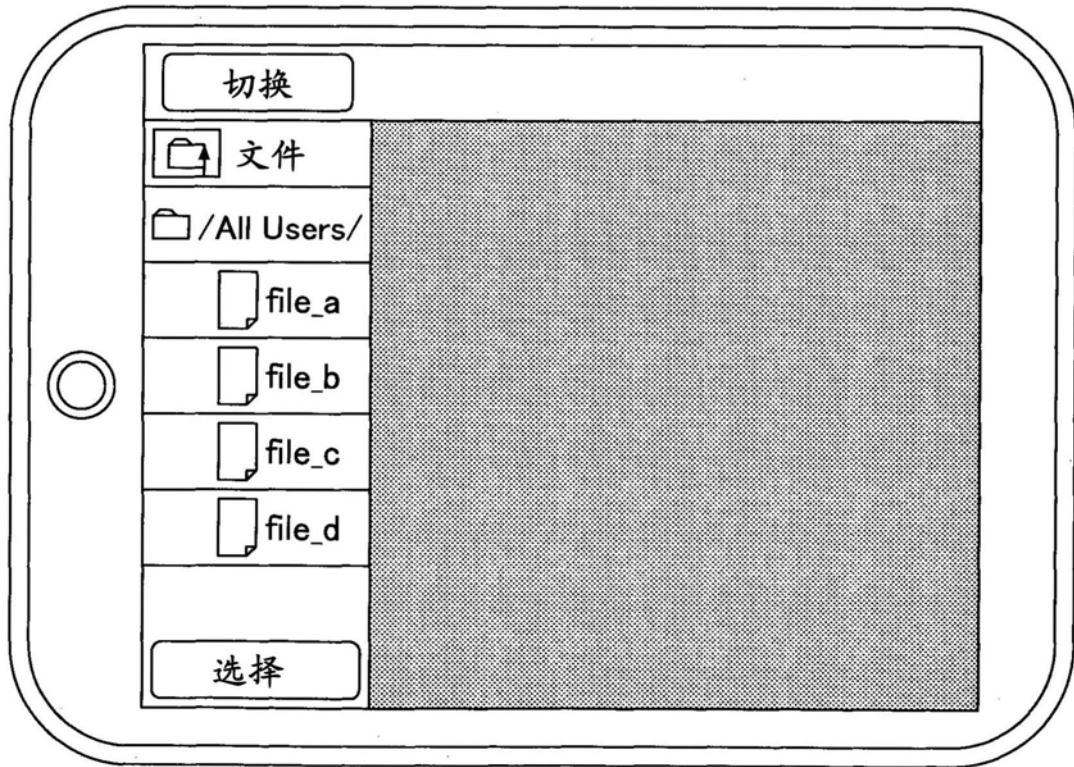 切换
文件
/All Users/
file_a
file_b
file_c
file_d
选择